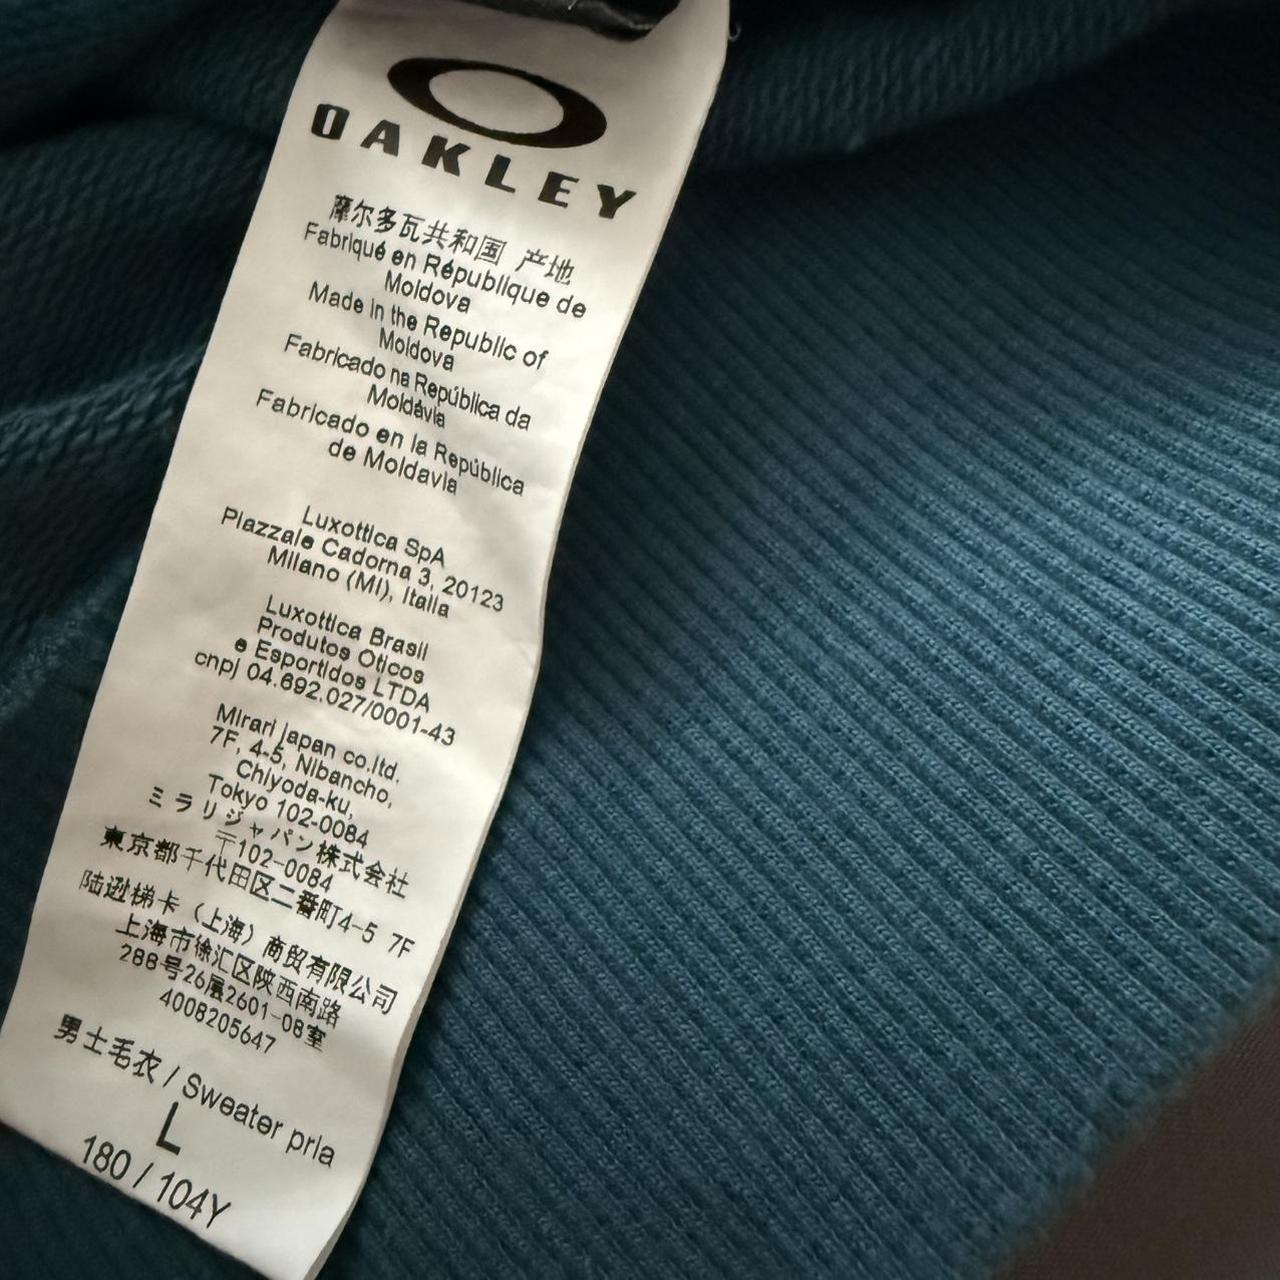 OAKLEY
摩尔多瓦共和国 产地
Fabriqué en République de
Moldova
Made in the Republic of
Moldova
Fabricado na República da
Moldávia
Fabricado en la República
de Moldavia
Luxottica SpA
Piazzale Cadorna 3, 20123
Milano (MI), Italia
Luxottica Brasil
Produtos Oticos
e Esportidos LTDA
cnpj 04.692.027/0001-43
Mirari japan co.ltd.
7F, 4-5, Nibancho,
Chiyoda-ku,
Tokyo 102-0084
ミラリジャパン株式会社
〒102-0084
東京都千代田区二番町4-5 7F
陆逊梯卡（上海）商贸有限公司
上海市徐汇区陕西南路
288号26层2601-08室
4008205647
男士毛衣 / Sweater pria
L
180 / 104Y